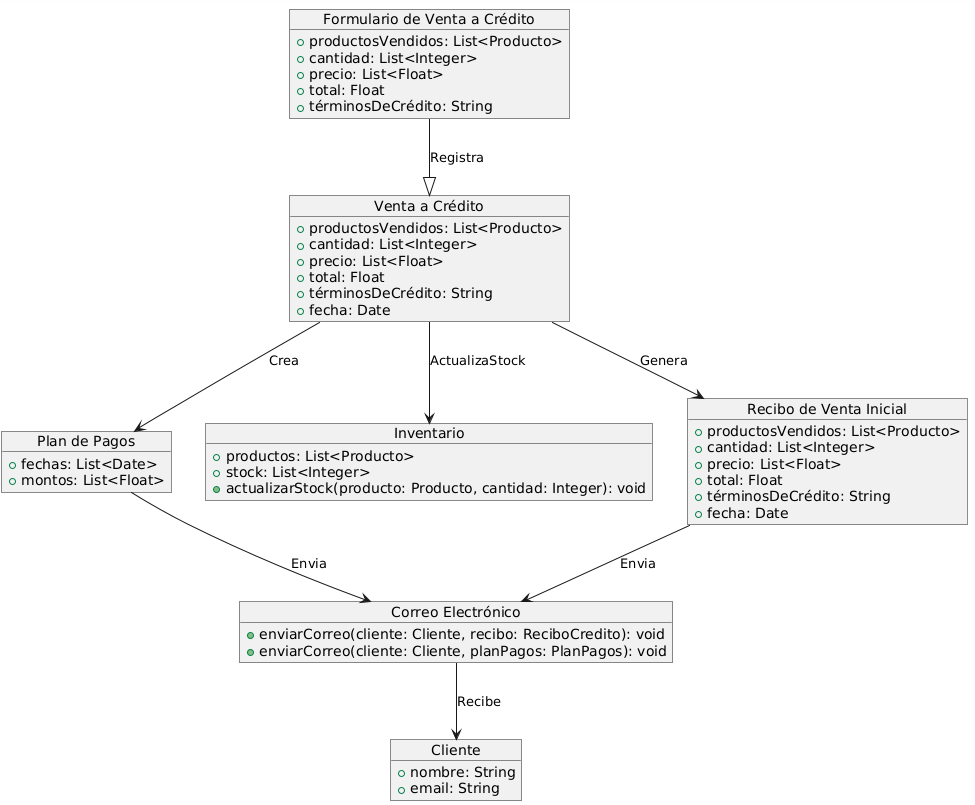 Formulario de Venta a Crédito
productosVendidos: List<Producto>
cantidad: List<Integer>
precio: List<Float>
total: Float
términosDeCrédito: String
Registra
Venta a Crédito
productosVendidos: List<Producto>
cantidad: List<Integer>
precio: List<Float>
total: Float
términosDeCrédito: String
fecha: Date
Crea
ActualizaStock
Genera
Plan de Pagos
fechas: List<Date>
montos: List<Float>
Inventario
productos: List<Producto>
stock: List<Integer>
actualizarStock(producto: Producto, cantidad: Integer): void
Recibo de Venta Inicial
productosVendidos: List<Producto>
cantidad: List<Integer>
precio: List<Float>
total: Float
términosDeCrédito: String
fecha: Date
Envia
Envia
Correo Electrónico
enviarCorreo(cliente: Cliente, recibo: ReciboCredito): void
enviarCorreo(cliente: Cliente, planPagos: PlanPagos): void
Recibe
Cliente
nombre: String
email: String